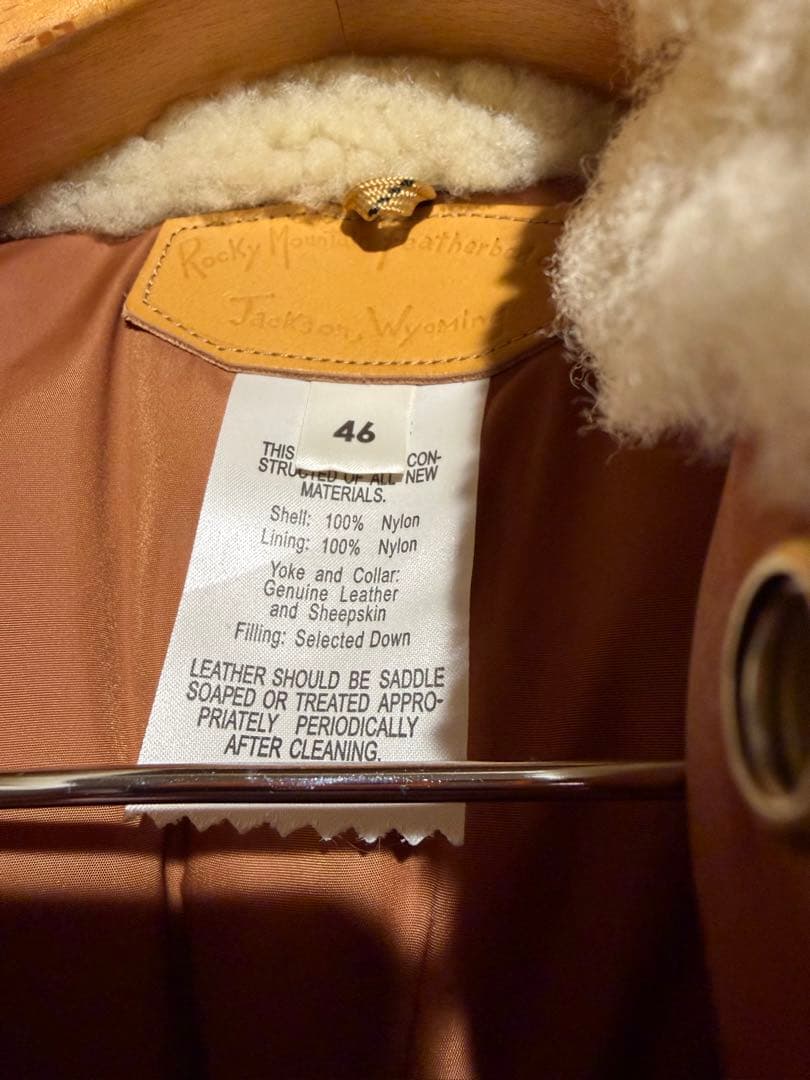 Rocky Mountain Featherbed
Jackson, Wyoming
46
THIS CON-
STRUCTED OF ALL NEW
MATERIALS.
Shell: 100% Nylon
Lining: 100% Nylon
Yoke and Collar:
Genuine Leather
and Sheepskin
Filling: Selected Down
LEATHER SHOULD BE SADDLE
SOAPED OR TREATED APPRO-
PRIATELY PERIODICALLY
AFTER CLEANING.